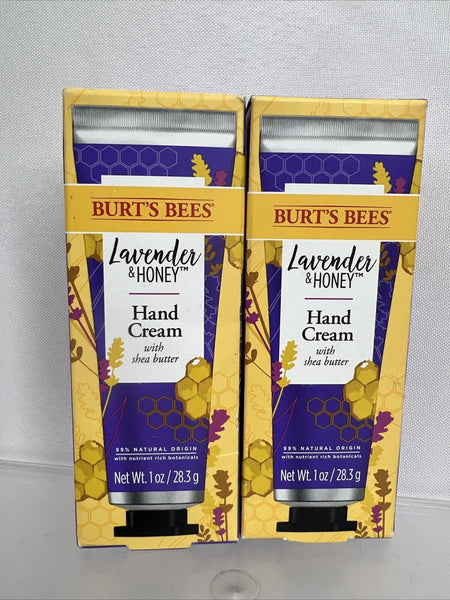 BURT'S BEES®
Lavender
& HONEY™
Hand
Cream
with
shea butter
99% NATURAL ORIGIN
with nutrient rich botanicals
Net Wt. 1 oz / 28.3 g
BURT'S BEES®
Lavender
& HONEY™
Hand
Cream
with
shea butter
99% NATURAL ORIGIN
with nutrient rich botanicals
Net Wt. 1 oz / 28.3 g